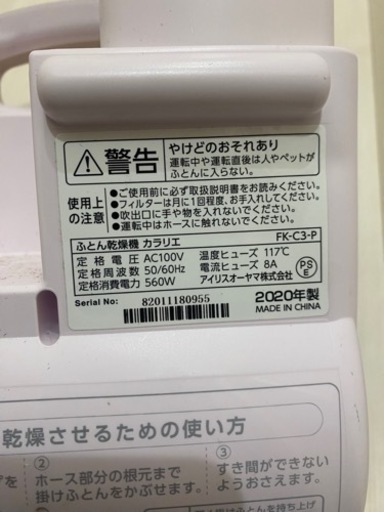 警告
やけどのおそれあり
運転中や運転直後は人やペットが
ふとんに入らない。
使用上の注意
●ご使用前に必ず取扱説明書をお読みください。
●フィルターは月に1回程度、お手入れしてください。
●吹出口に手や物を入れないでください。
●運転中はホースに触れないでください。
ふとん乾燥機 カラリエ FK-C3-P
定格電圧 AC100V 温度ヒューズ 117℃
定格周波数 50/60Hz 電流ヒューズ 8A
定格消費電力 560W アイリスオーヤマ株式会社
PSE
Serial No: 82011180955
2020年製
MADE IN CHINA
乾燥させるための使い方
②
ホース部分の根元まで
掛けふとんをかぶせます。
③
すき間ができない
ようおさえます。